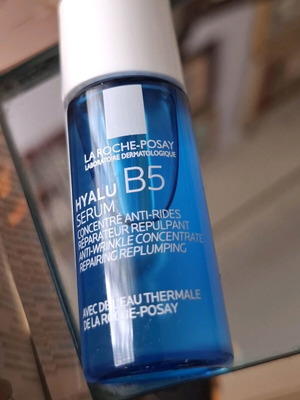 LA ROCHE-POSAY
LABORATOIRE DERMATOLOGIQUE
HYALU B5
SERUM
CONCENTRÉ ANTI-RIDES
RÉPARATEUR REPULPANT
ANTI-WRINKLE CONCENTRATE
REPAIRING REPLUMPING
AVEC DE L'EAU THERMALE
DE LA ROCHE-POSAY